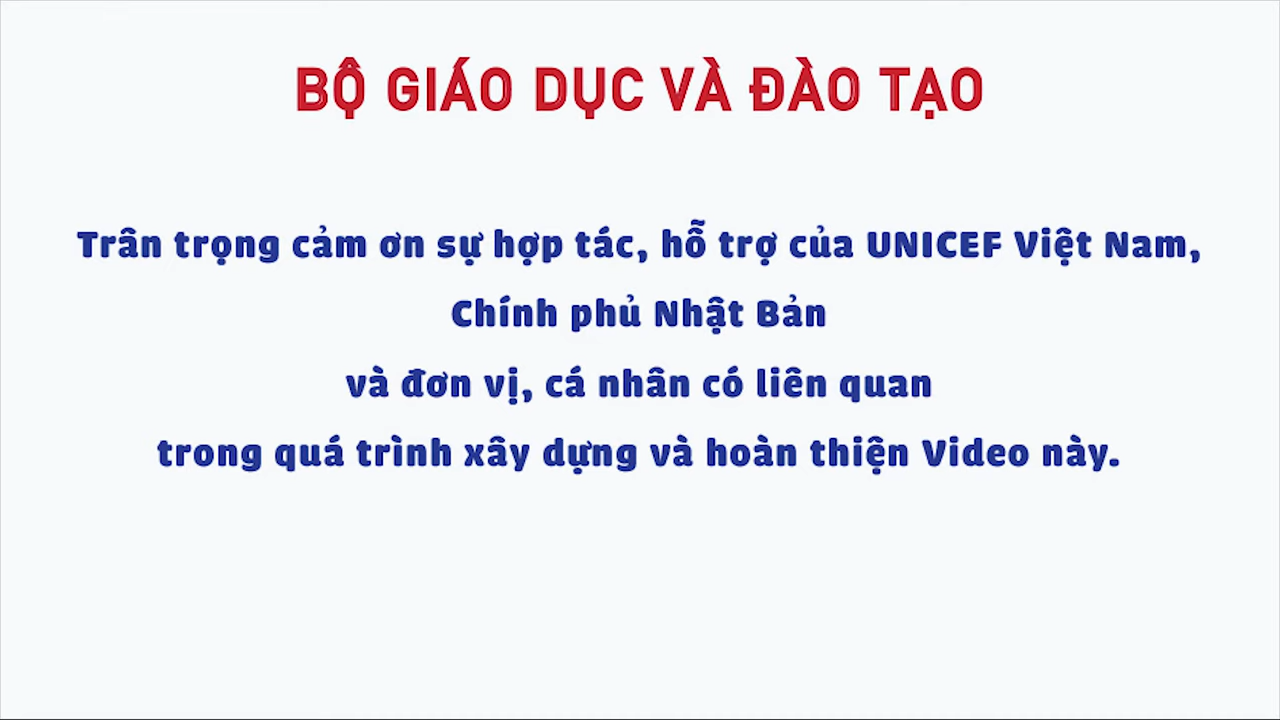 BỘ GIÁO DỤC VÀ ĐÀO TẠO
Trân trọng cảm ơn sự hợp tác, hỗ trợ của UNICEF Việt Nam,
Chính phủ Nhật Bản
và đơn vị, cá nhân có liên quan
trong quá trình xây dựng và hoàn thiện Video này.